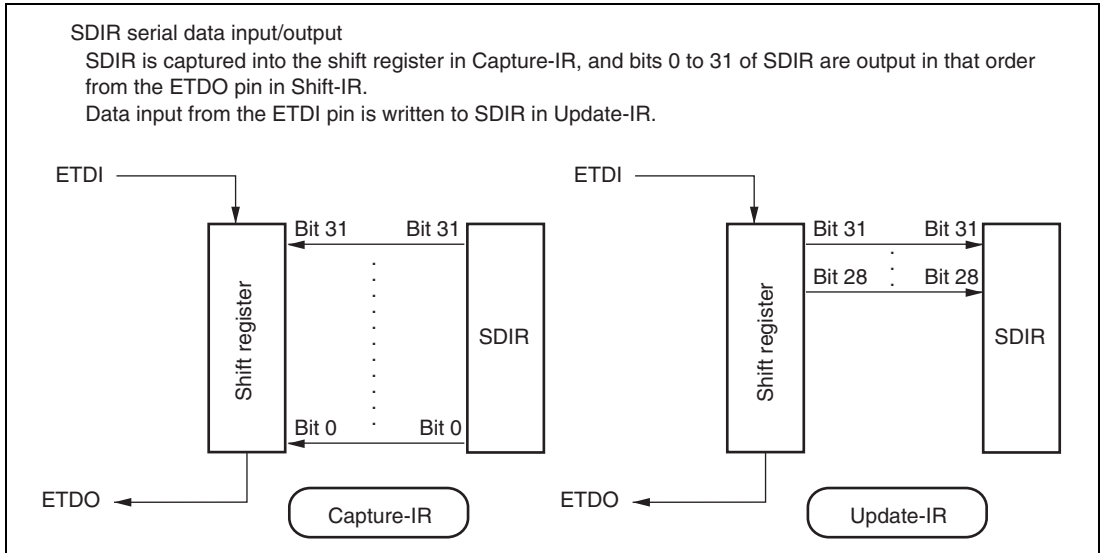 SDIR serial data input/output
SDIR is captured into the shift register in Capture-IR, and bits 0 to 31 of SDIR are output in that order
from the ETDO pin in Shift-IR.
Data input from the ETDI pin is written to SDIR in Update-IR.
ETDI
Bit 31 Bit 31
Shift register
SDIR
Bit 0 Bit 0
ETDO
Capture-IR
ETDI
Bit 31 Bit 31
Bit 28 Bit 28
Shift register
SDIR
ETDO
Update-IR